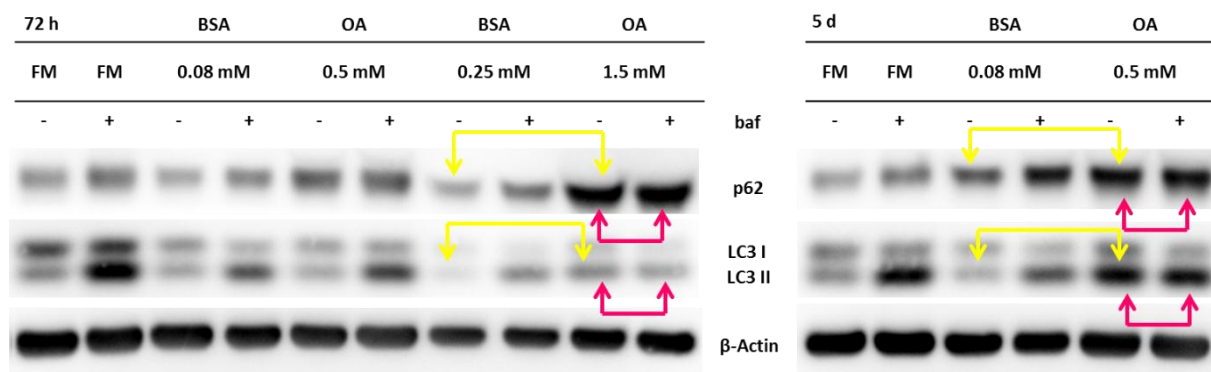 72 h BSA OA BSA OA
FM FM 0.08 mM 0.5 mM 0.25 mM 1.5 mM
- + - + - + - + - +
5 d BSA OA
FM FM 0.08 mM 0.5 mM
- + - + - +
baf
p62
LC3 I
LC3 II
β-Actin